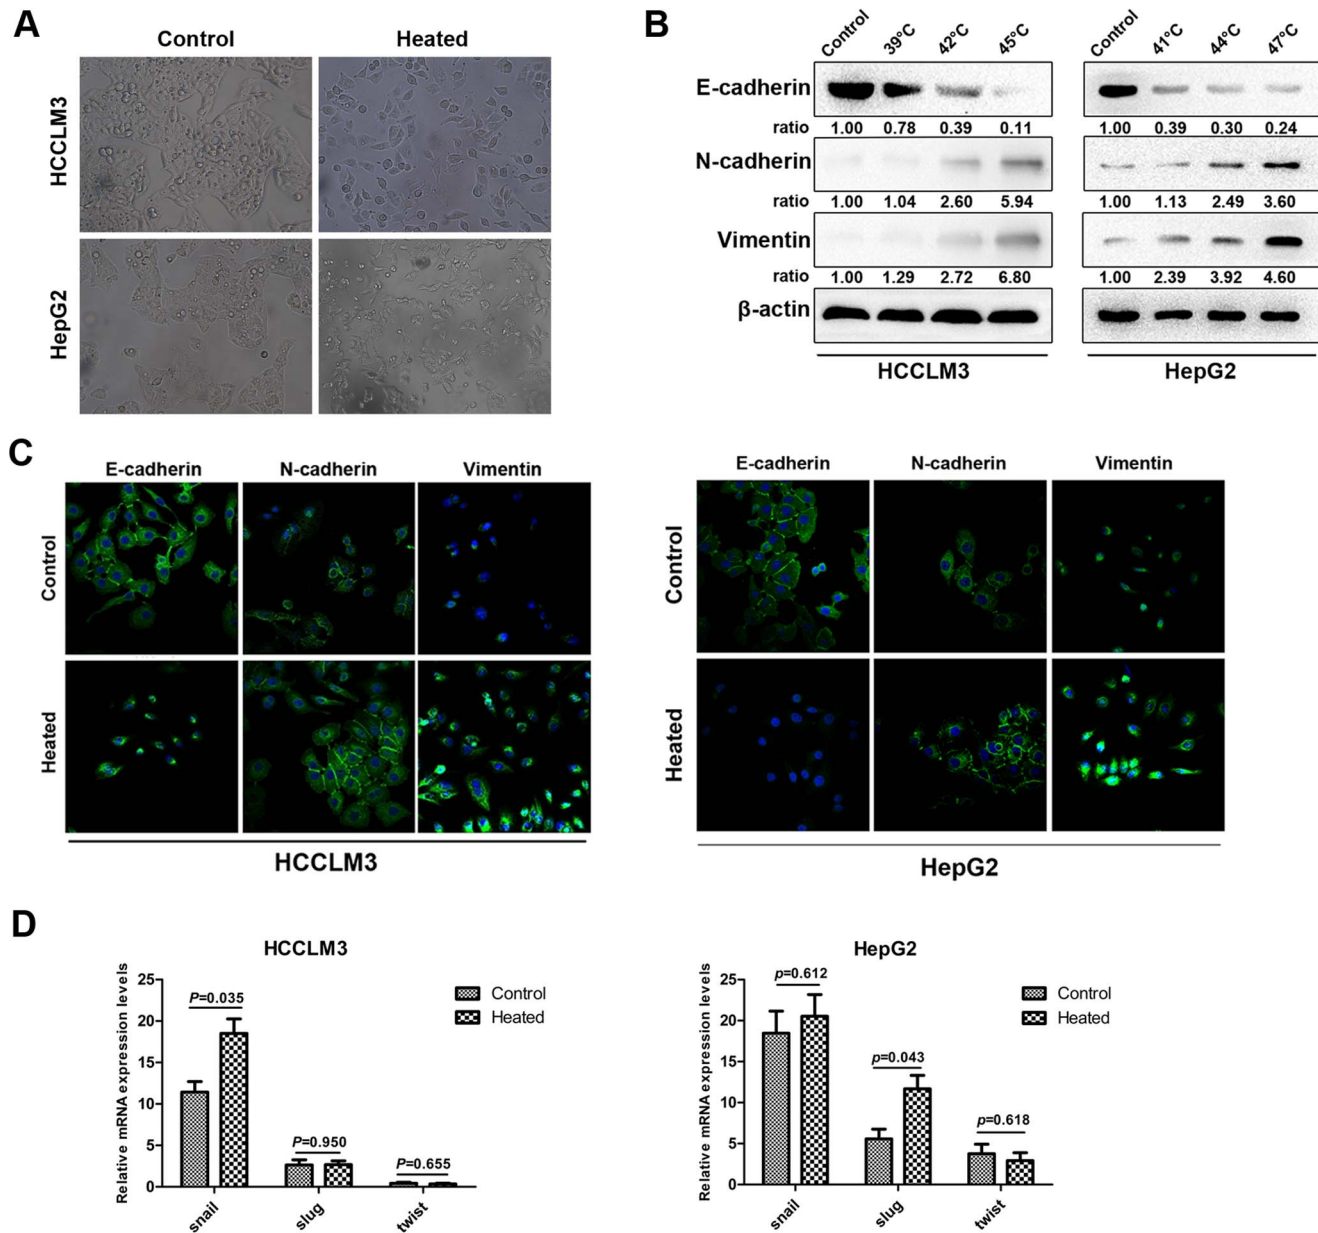 A
Control Heated
HCCLM3
HepG2
B
Control 39°C 42°C 45°C Control 41°C 44°C 47°C
E-cadherin
ratio 1.00 0.78 0.39 0.11 1.00 0.39 0.30 0.24
N-cadherin
ratio 1.00 1.04 2.60 5.94 1.00 1.13 2.49 3.60
Vimentin
ratio 1.00 1.29 2.72 6.80 1.00 2.39 3.92 4.60
β-actin
HCCLM3 HepG2
C
E-cadherin N-cadherin Vimentin
Control
Heated
HCCLM3
E-cadherin N-cadherin Vimentin
Control
Heated
HepG2
D
HCCLM3
Relative mRNA expression levels
25
20
15
10
5
0
P=0.035
P=0.950
P=0.655
snail slug twist
Control
Heated
HepG2
Relative mRNA expression levels
25
20
15
10
5
0
p=0.612
p=0.043
p=0.618
snail slug twist
Control
Heated